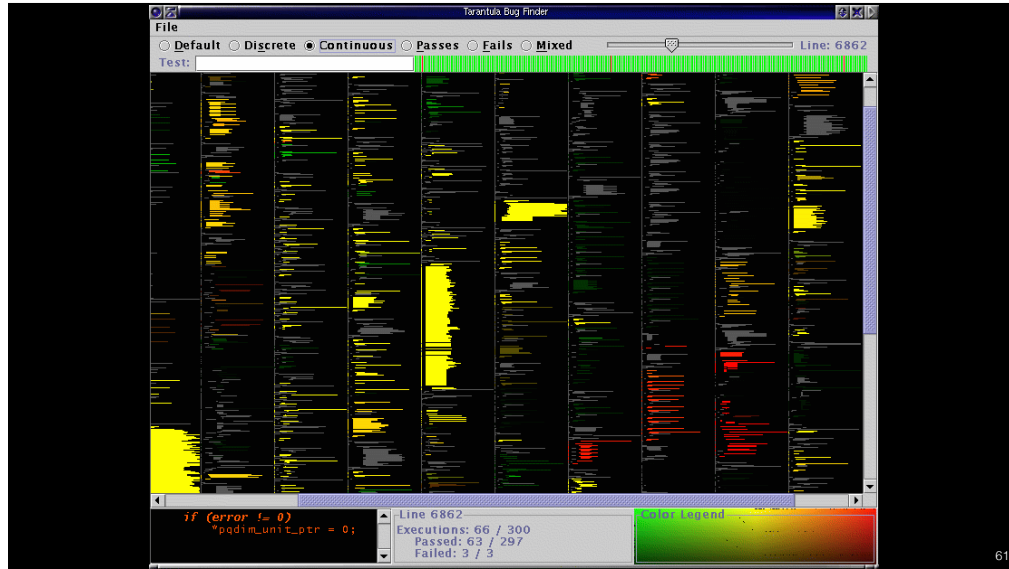 Tarantula Bug Finder
File
Default Discrete Continuous Passes Fails Mixed Line: 6862
Test:
if (error != 0)
*pqdim_unit_ptr = 0;
Line 6862
Executions: 66 / 300
Passed: 63 / 297
Failed: 3 / 3
Color Legend
61